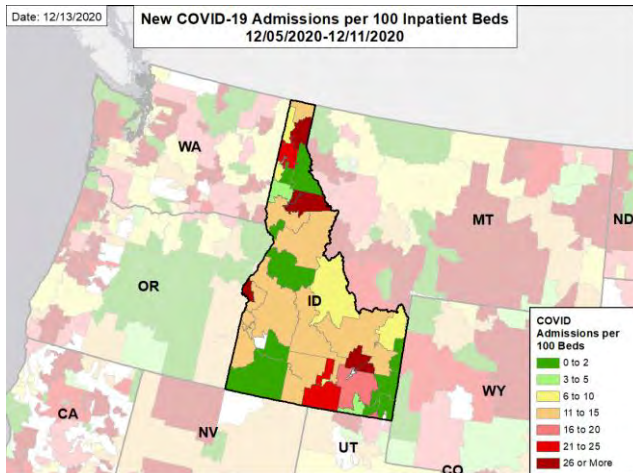 Date: 12/13/2020
New COVID-19 Admissions per 100 Inpatient Beds
12/05/2020-12/11/2020
WA
MT
ND
OR
ID
WY
CA
NV
UT
CO
COVID
Admissions per
100 Beds
0 to 2
3 to 5
6 to 10
11 to 15
16 to 20
21 to 25
26 or More